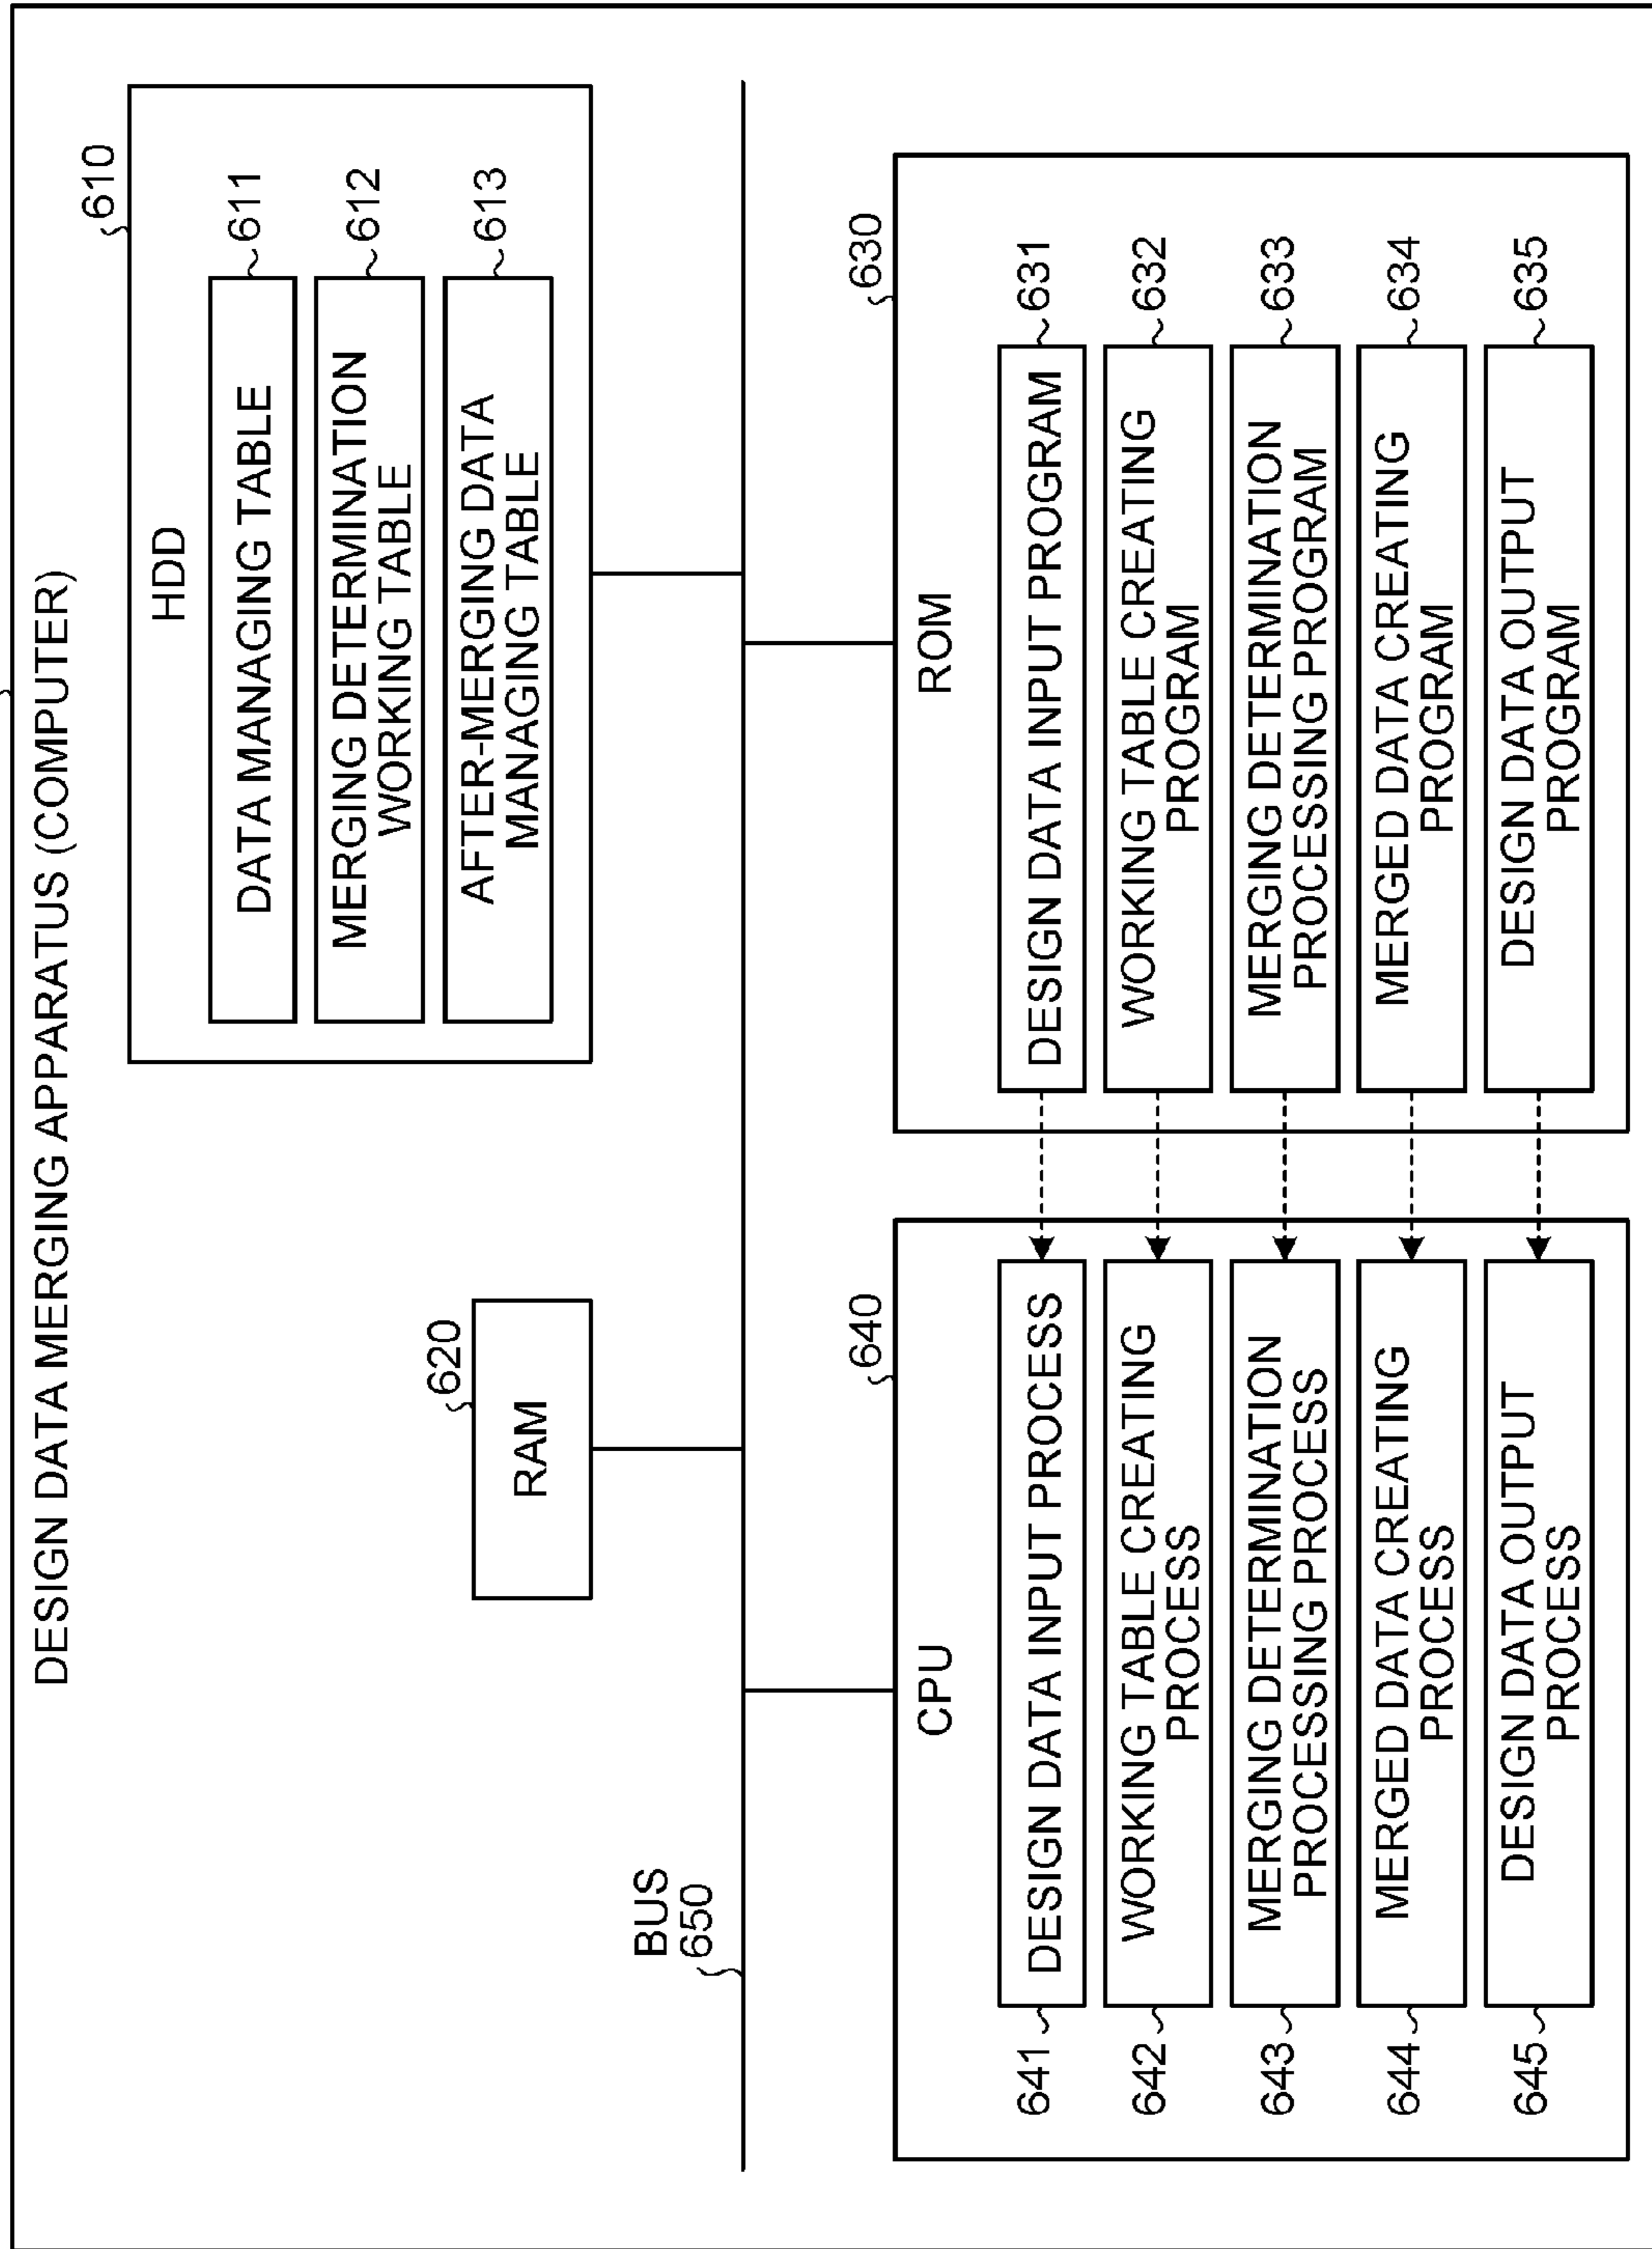 DESIGN DATA MERGING APPARATUS (COMPUTER)
610
HDD
DATA MANAGING TABLE
611
MERGING DETERMINATION
WORKING TABLE
612
AFTER-MERGING DATA
MANAGING TABLE
613
620
RAM
BUS
650
640
CPU
641
DESIGN DATA INPUT PROCESS
642
WORKING TABLE CREATING
PROCESS
643
MERGING DETERMINATION
PROCESSING PROCESS
644
MERGED DATA CREATING
PROCESS
645
DESIGN DATA OUTPUT
PROCESS
630
ROM
DESIGN DATA INPUT PROGRAM
631
WORKING TABLE CREATING
PROGRAM
632
MERGING DETERMINATION
PROCESSING PROGRAM
633
MERGED DATA CREATING
PROGRAM
634
DESIGN DATA OUTPUT
PROGRAM
635